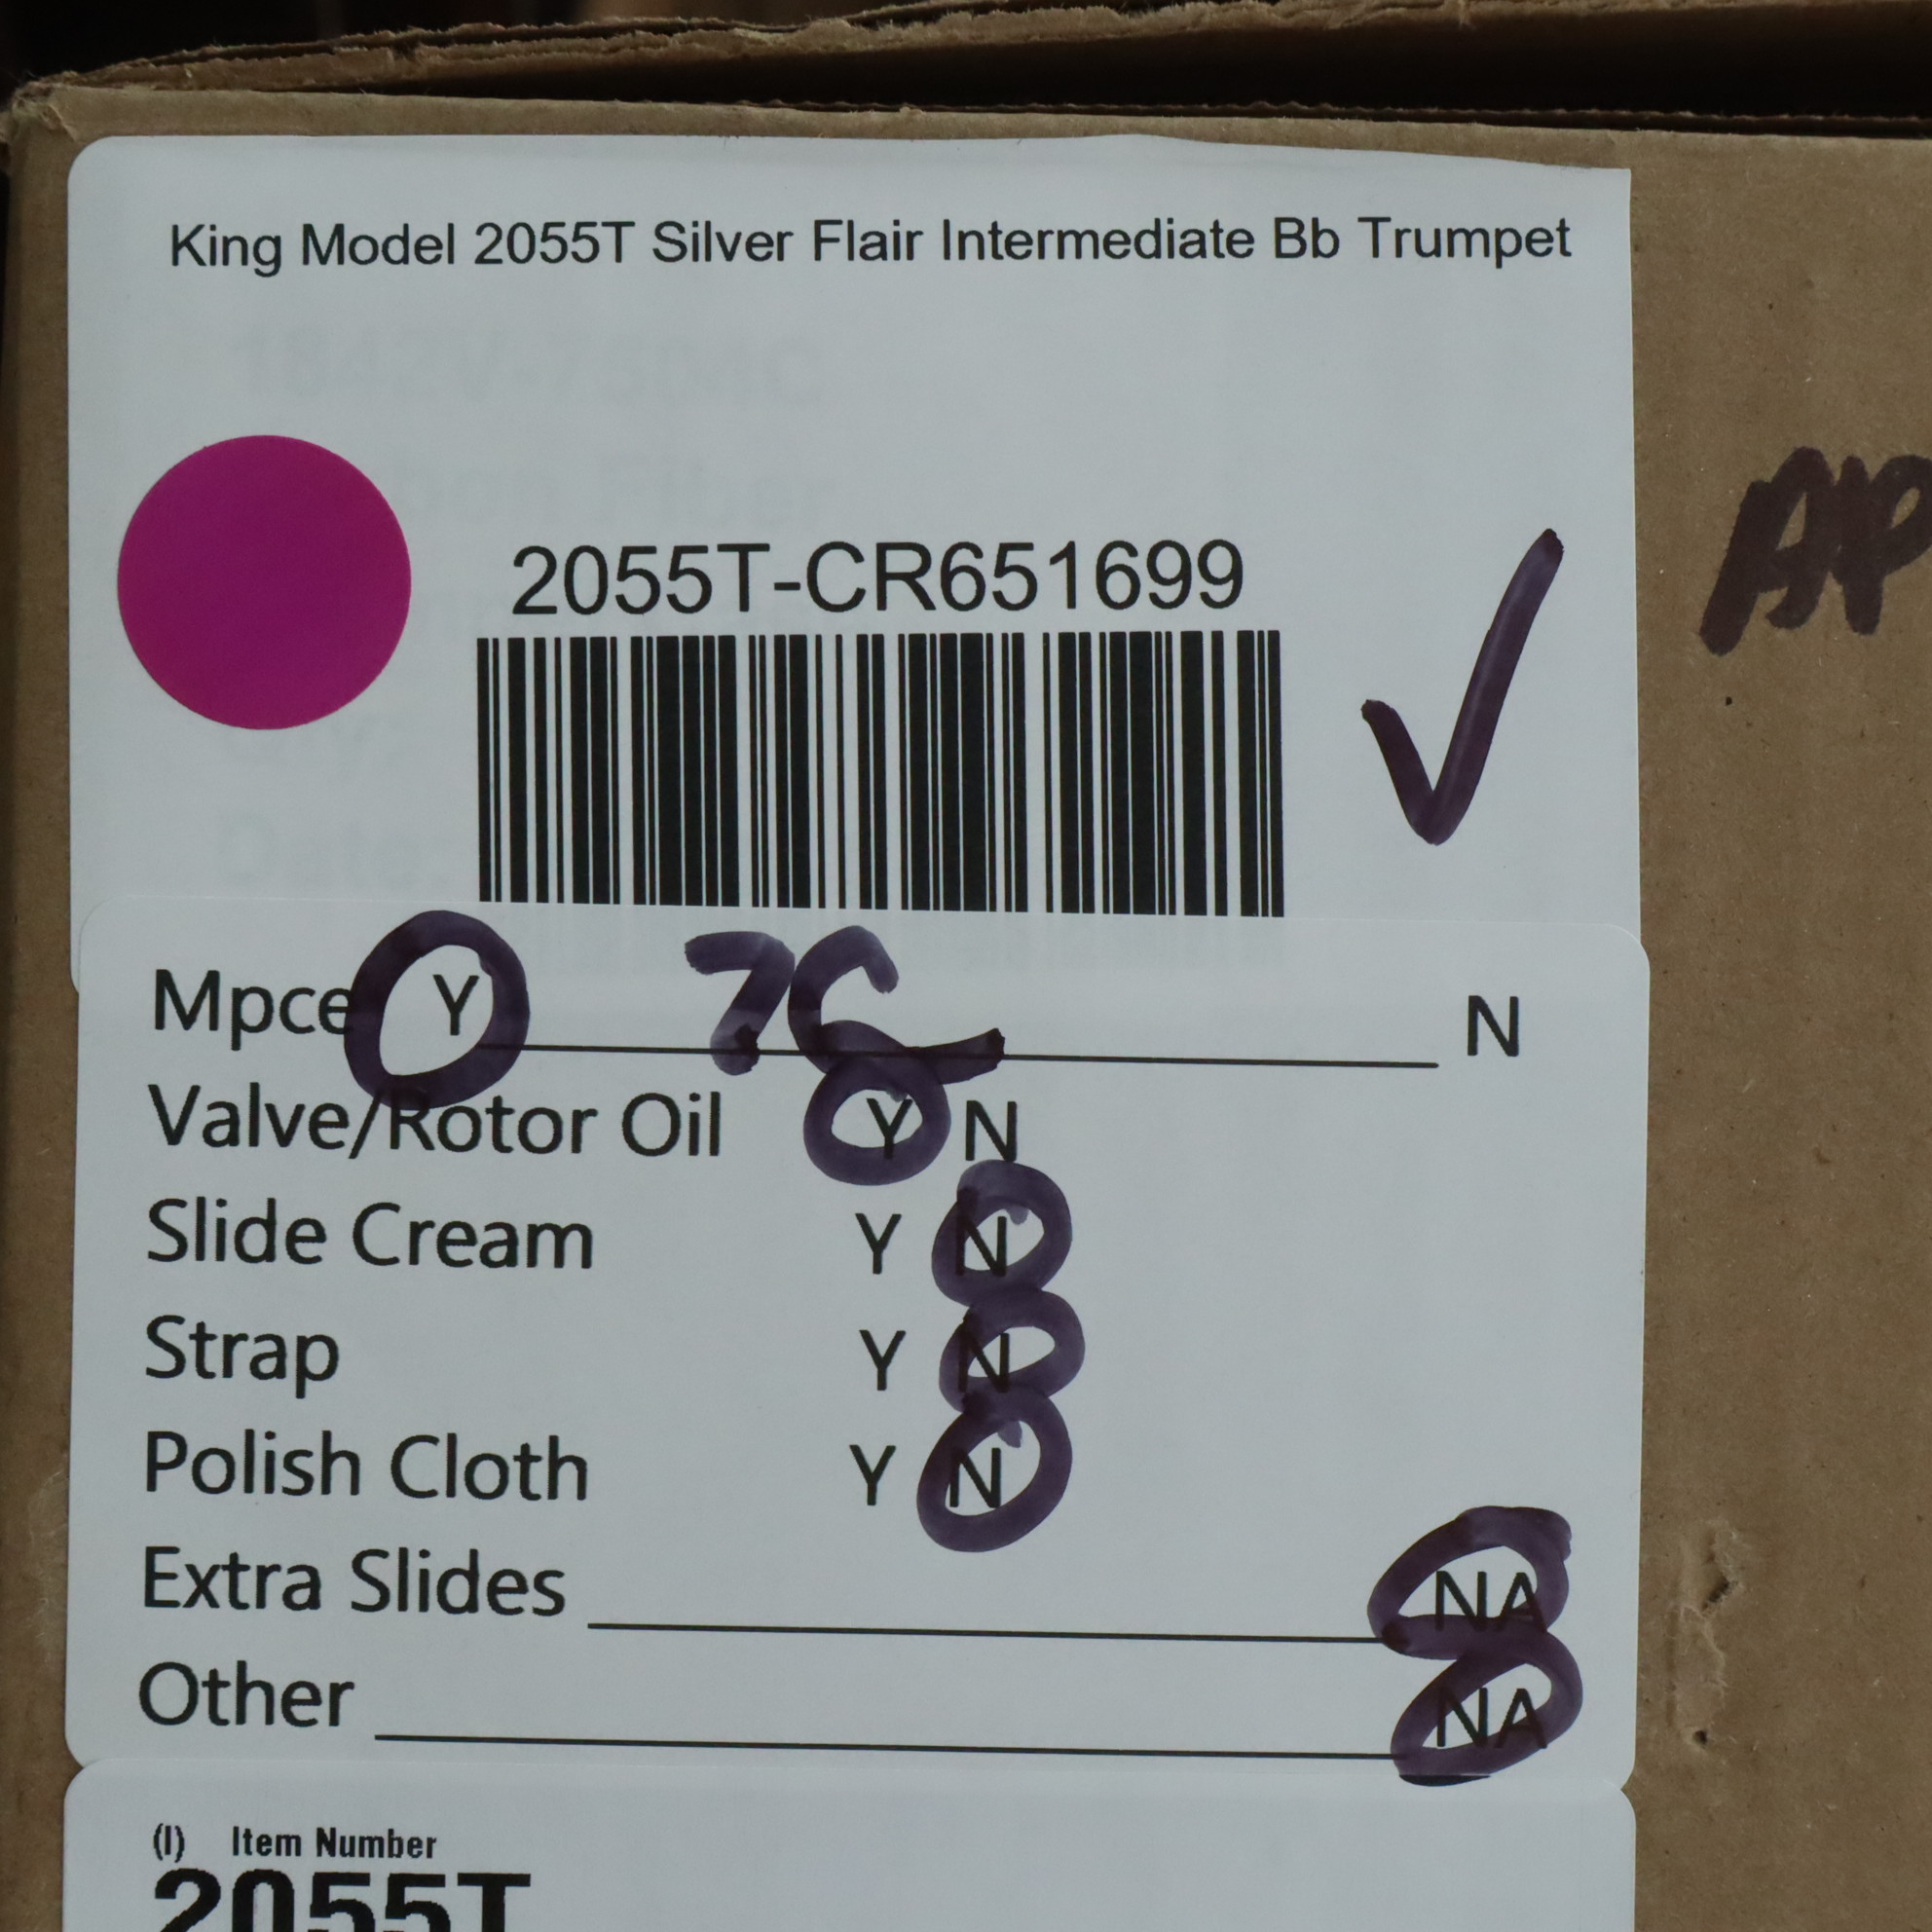 King Model 2055T Silver Flair Intermediate Bb Trumpet
2055T-CR651699
AP
Mpce Y 7C N
Valve/Rotor Oil Y N
Slide Cream Y N
Strap Y N
Polish Cloth Y N
Extra Slides NA
Other NA
(I) Item Number
2055T